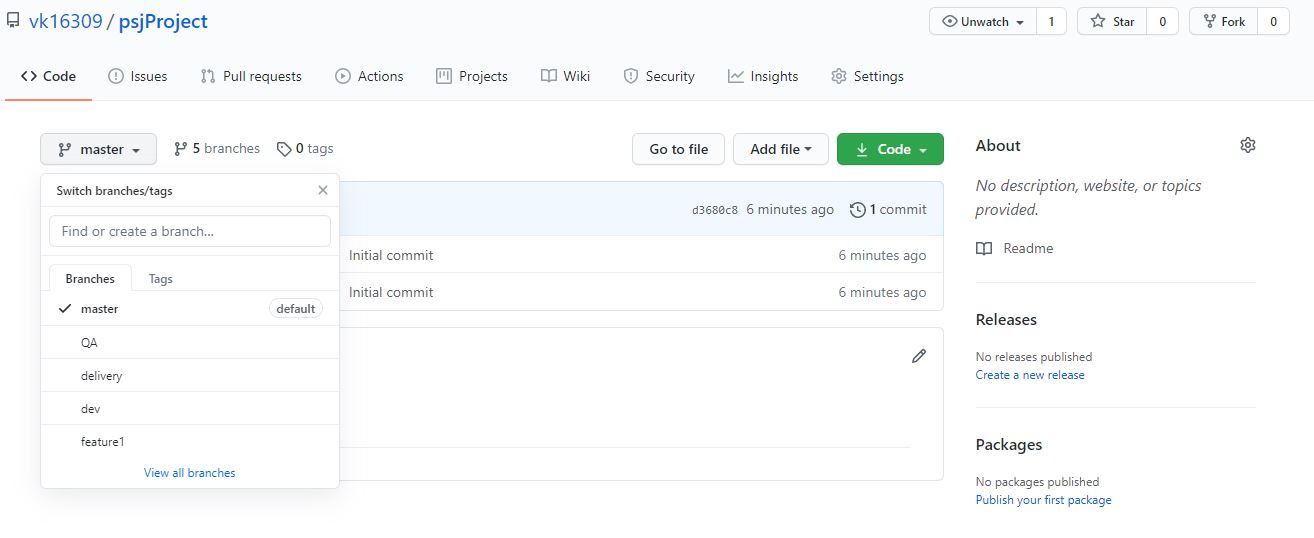 vk16309 / psjProject
Unwatch 1 Star 0 Fork 0
Code Issues Pull requests Actions Projects Wiki Security Insights Settings
master 5 branches 0 tags Go to file Add file Code
Switch branches/tags
Find or create a branch...
Branches Tags
master default
QA
delivery
dev
feature1
View all branches
d3680c8 6 minutes ago 1 commit
Initial commit 6 minutes ago
Initial commit 6 minutes ago
About
No description, website, or topics
provided.
Readme
Releases
No releases published
Create a new release
Packages
No packages published
Publish your first package